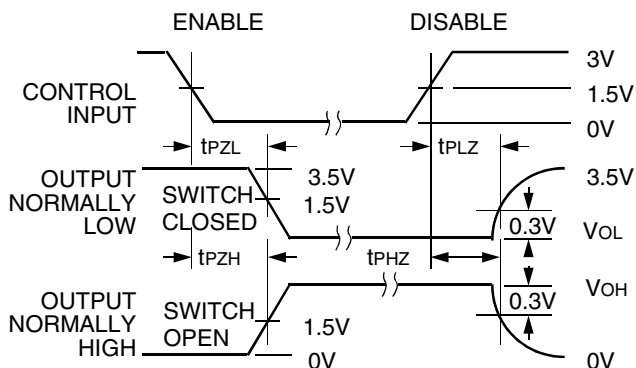 ENABLE
DISABLE
CONTROL
INPUT
3V
1.5V
0V
tPZL
tPLZ
OUTPUT
NORMALLY
LOW
SWITCH
CLOSED
3.5V
1.5V
3.5V
0.3V
VOL
tPZH
tPHZ
OUTPUT
NORMALLY
HIGH
SWITCH
OPEN
1.5V
0V
VOH
0.3V
0V